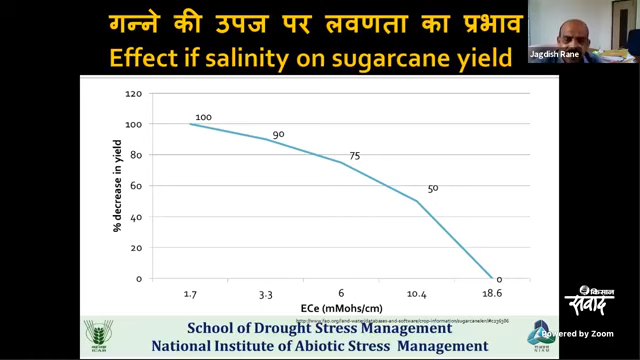 गन्ने की उपज पर लवणता का प्रभाव
Effect if salinity on sugarcane yield
Jagdish Rane
120
100
80
60
40
20
0
% decrease in yield
100
90
75
50
0
1.7 3.3 6 10.4 18.6
ECe (mMohs/cm)
School of Drought Stress Management
National Institute of Abiotic Stress Management
किसान
संवाद
Powered by Zoom